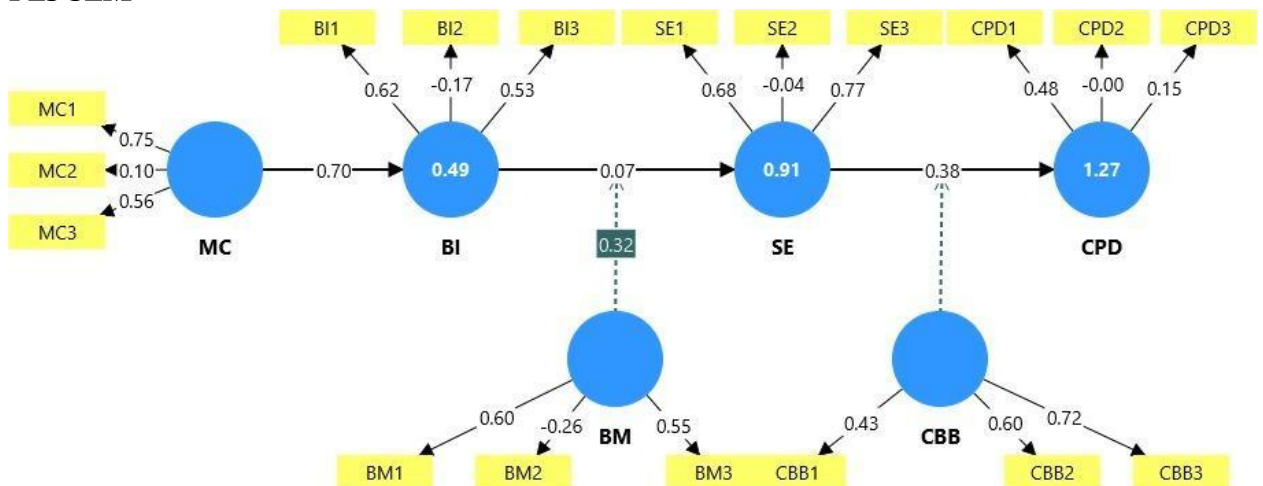 BI1 BI2 BI3 SE1 SE2 SE3 CPD1 CPD2 CPD3
0.62 -0.17 0.53 0.68 -0.04 0.77 0.48 -0.00 0.15
MC1
0.75
MC2 0.10 0.70 0.49 0.07 0.91 0.38 1.27
0.56
MC3
MC BI SE CPD
0.32
0.60 -0.26 0.55 0.43 0.60 0.72
BM CBB
BM1 BM2 BM3 CBB1 CBB2 CBB3